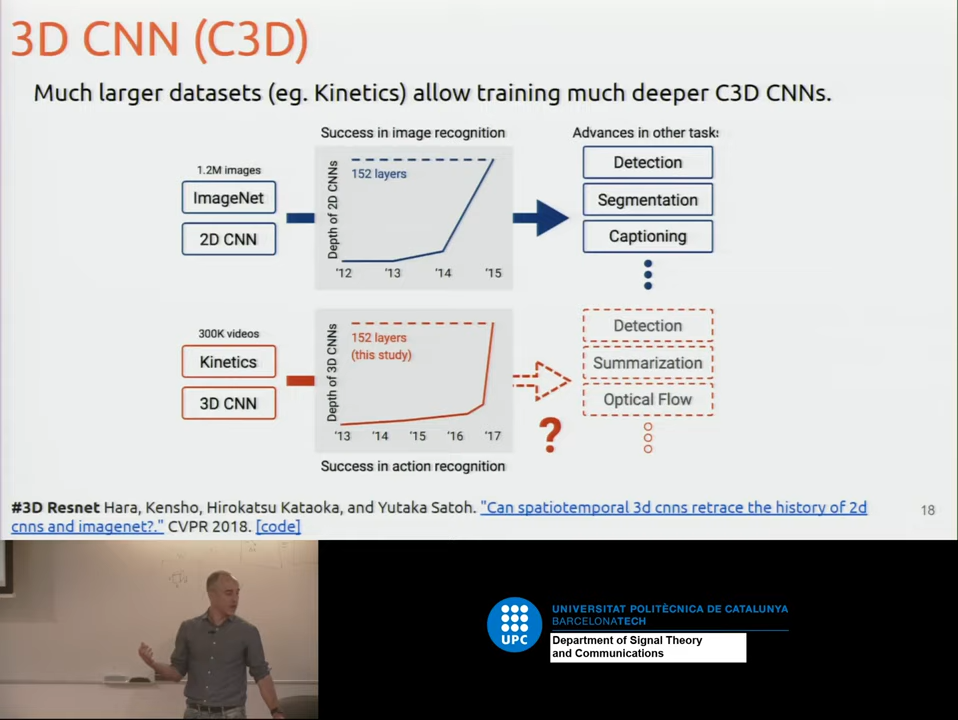 3D CNN (C3D)
Much larger datasets (eg. Kinetics) allow training much deeper C3D CNNs.
Success in image recognition
Advances in other tasks
1.2M images
ImageNet
2D CNN
Depth of 2D CNNs
152 layers
'12 '13 '14 '15
Detection
Segmentation
Captioning
300K videos
Kinetics
3D CNN
Depth of 3D CNNs
152 layers
(this study)
'13 '14 '15 '16 '17
Success in action recognition
?
Detection
Summarization
Optical Flow
#3D Resnet Hara, Kensho, Hirokatsu Kataoka, and Yutaka Satoh. "Can spatiotemporal 3d cnns retrace the history of 2d
cnns and imagenet?." CVPR 2018. [code]
18
UPC
UNIVERSITAT POLITÈCNICA DE CATALUNYA
BARCELONATECH
Department of Signal Theory
and Communications